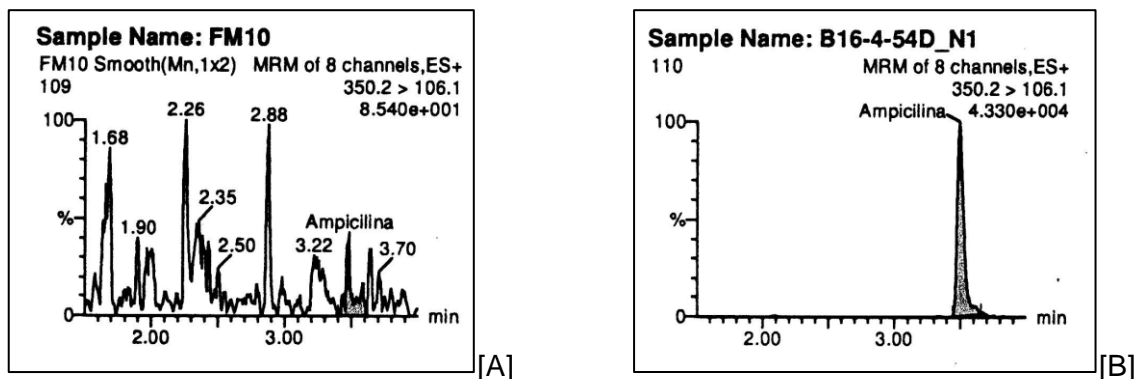 Sample Name: FM10
FM10 Smooth(Mn,1x2) MRM of 8 channels,ES+
109
350.2 > 106.1
8.540e+001
100
2.26
2.88
1.68
2.35
Ampicilina
%
1.90
2.50
3.22
3.70
0
min
2.00
3.00
[A]
Sample Name: B16-4-54D_N1
110
MRM of 8 channels,ES+
350.2 > 106.1
Ampicilina 4.330e+004
100
%
0
min
2.00
3.00
[B]